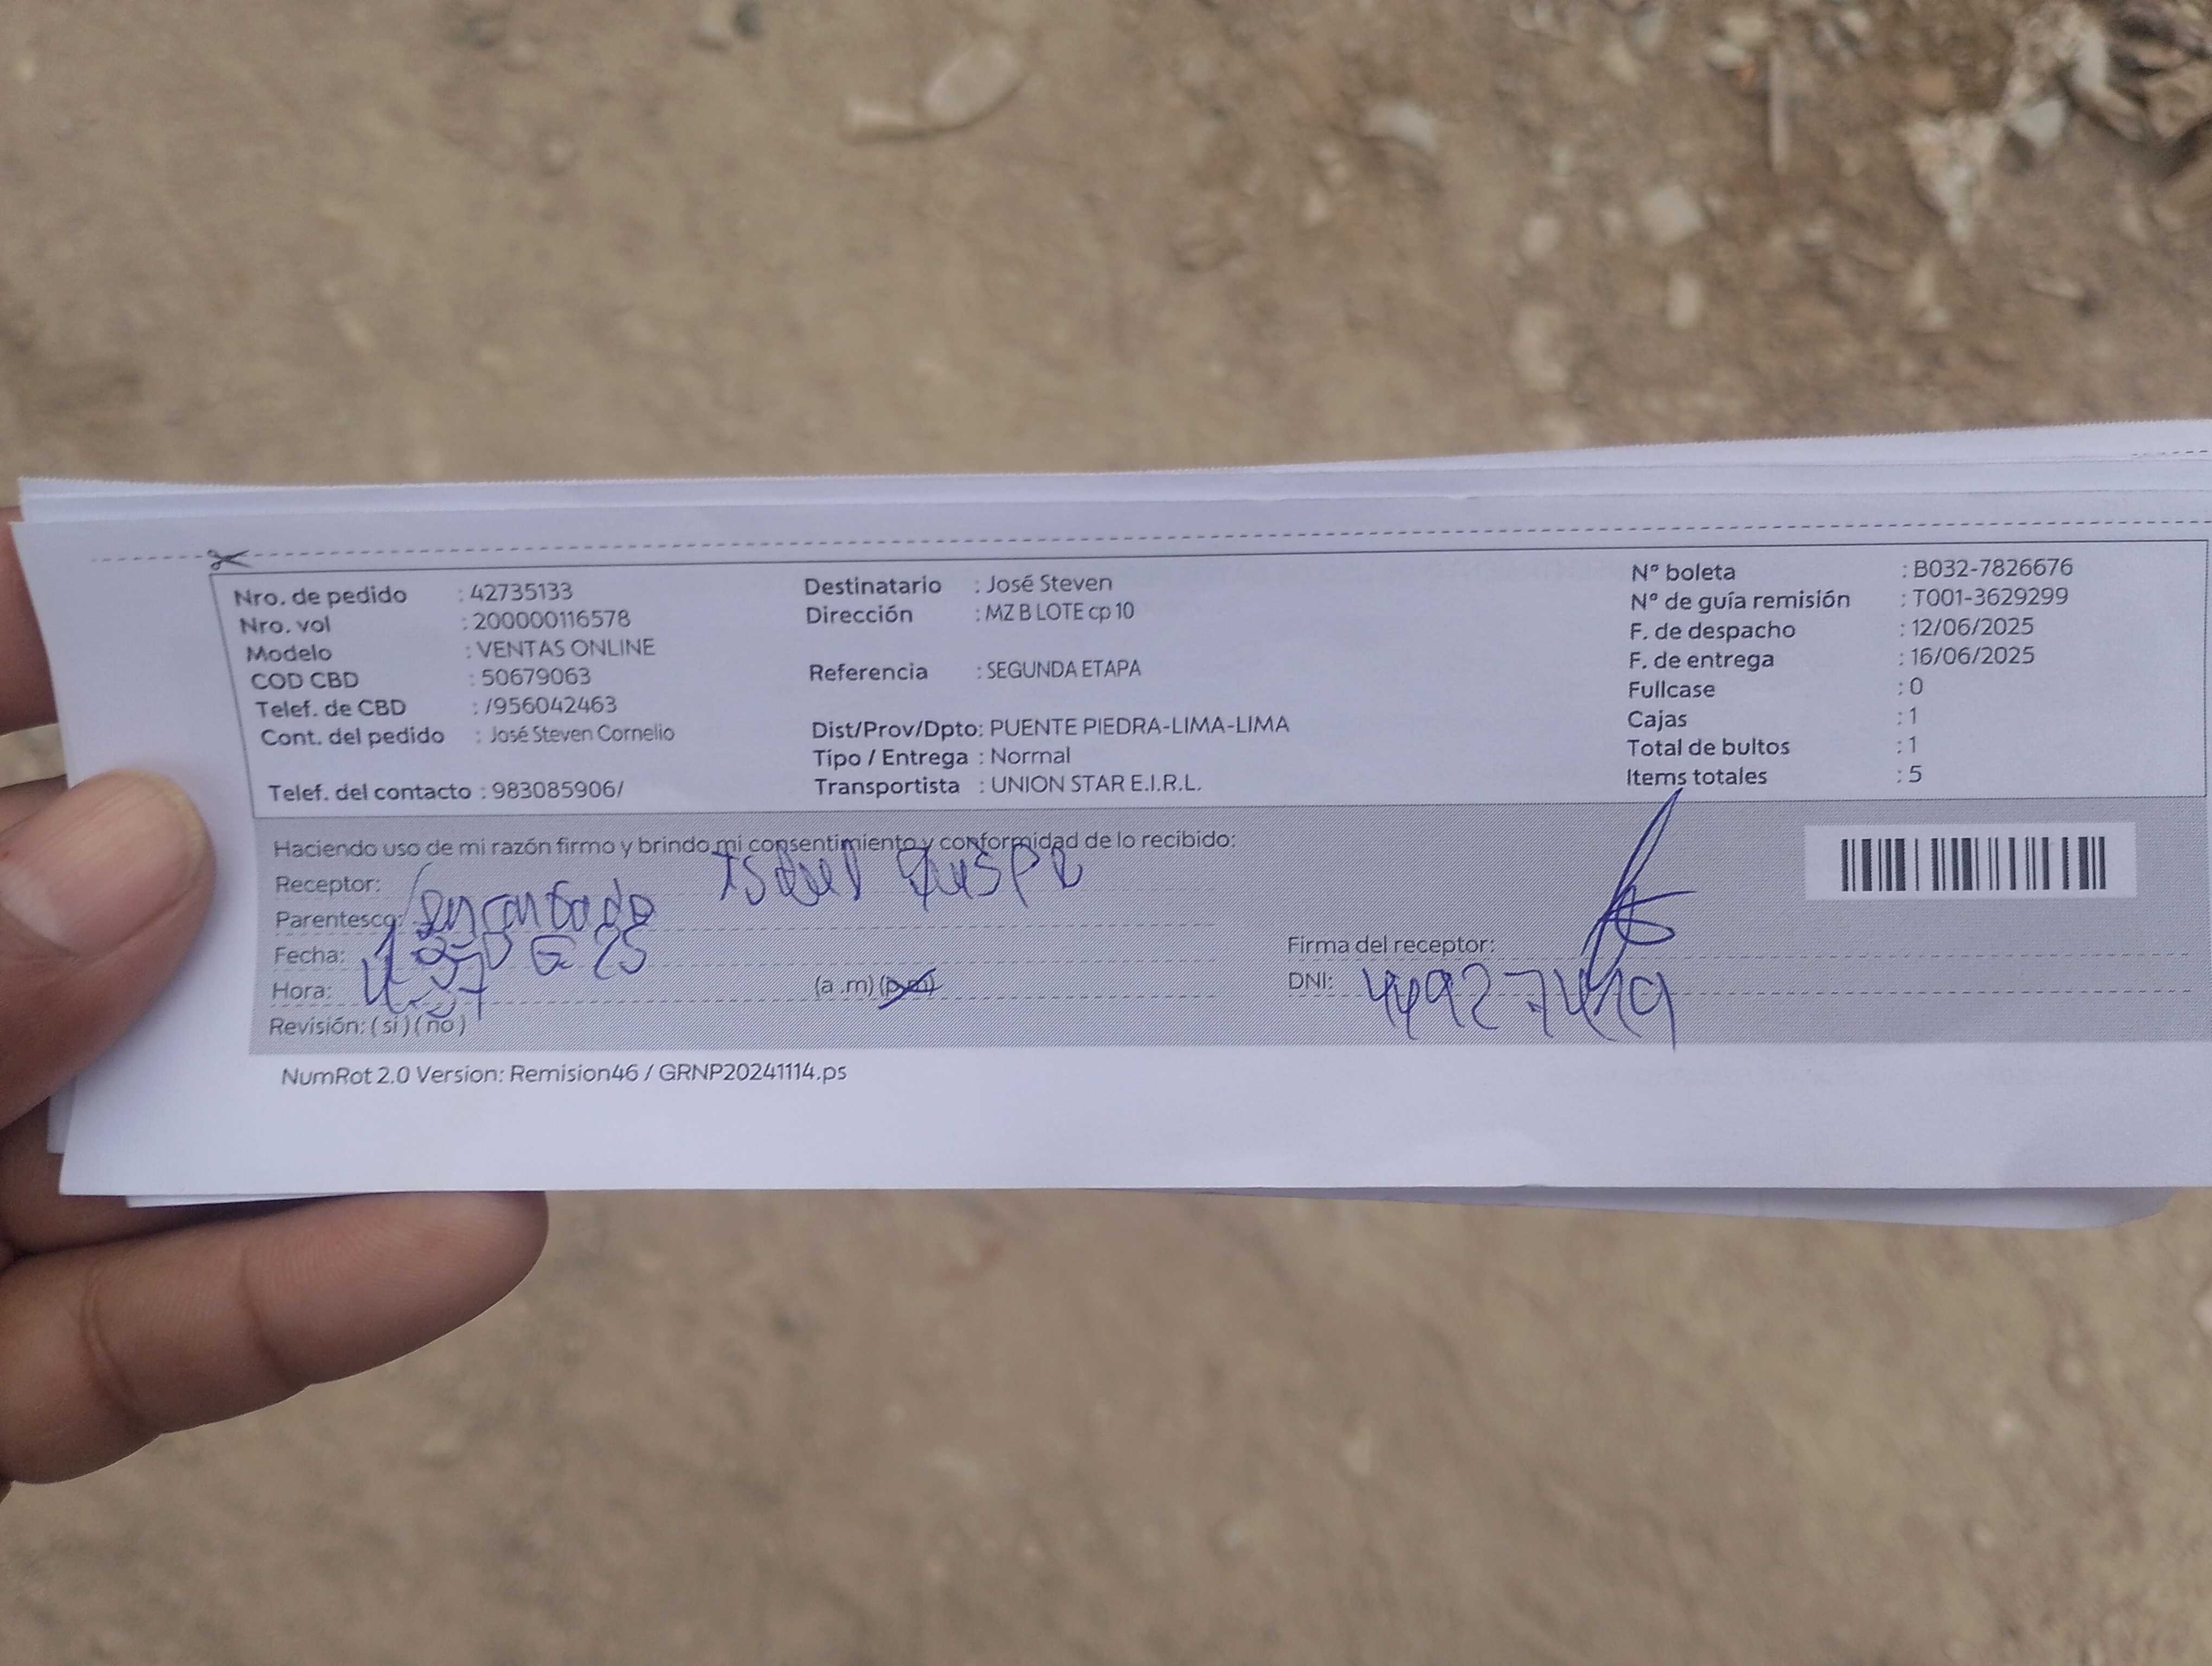 Nro. de pedido : 42735133
Nro. vol : 200000116578
Modelo : VENTAS ONLINE
COD CBD : 50679063
Telef. de CBD : /956042463
Cont. del pedido : José Steven Cornelio
Telef. del contacto : 983085906/
Destinatario : José Steven
Dirección : MZ B LOTE cp 10
Referencia : SEGUNDA ETAPA
Dist/Prov/Dpto: PUENTE PIEDRA-LIMA-LIMA
Tipo / Entrega : Normal
Transportista : UNION STAR E.I.R.L.
Nº boleta : B032-7826676
Nº de guía remisión : T001-3629299
F. de despacho : 12/06/2025
F. de entrega : 16/06/2025
Fullcase : 0
Cajas : 1
Total de bultos : 1
Items totales : 5
Haciendo uso de mi razón firmo y brindo mi consentimiento y conformidad de lo recibido:
Receptor: Quispe
Parentesco: encargado
Fecha: 25
Hora: (a .m) (p.m)
Revisión: ( si ) ( no )
Firma del receptor:
DNI:
NumRot 2.0 Version: Remision46 / GRNP20241114.ps